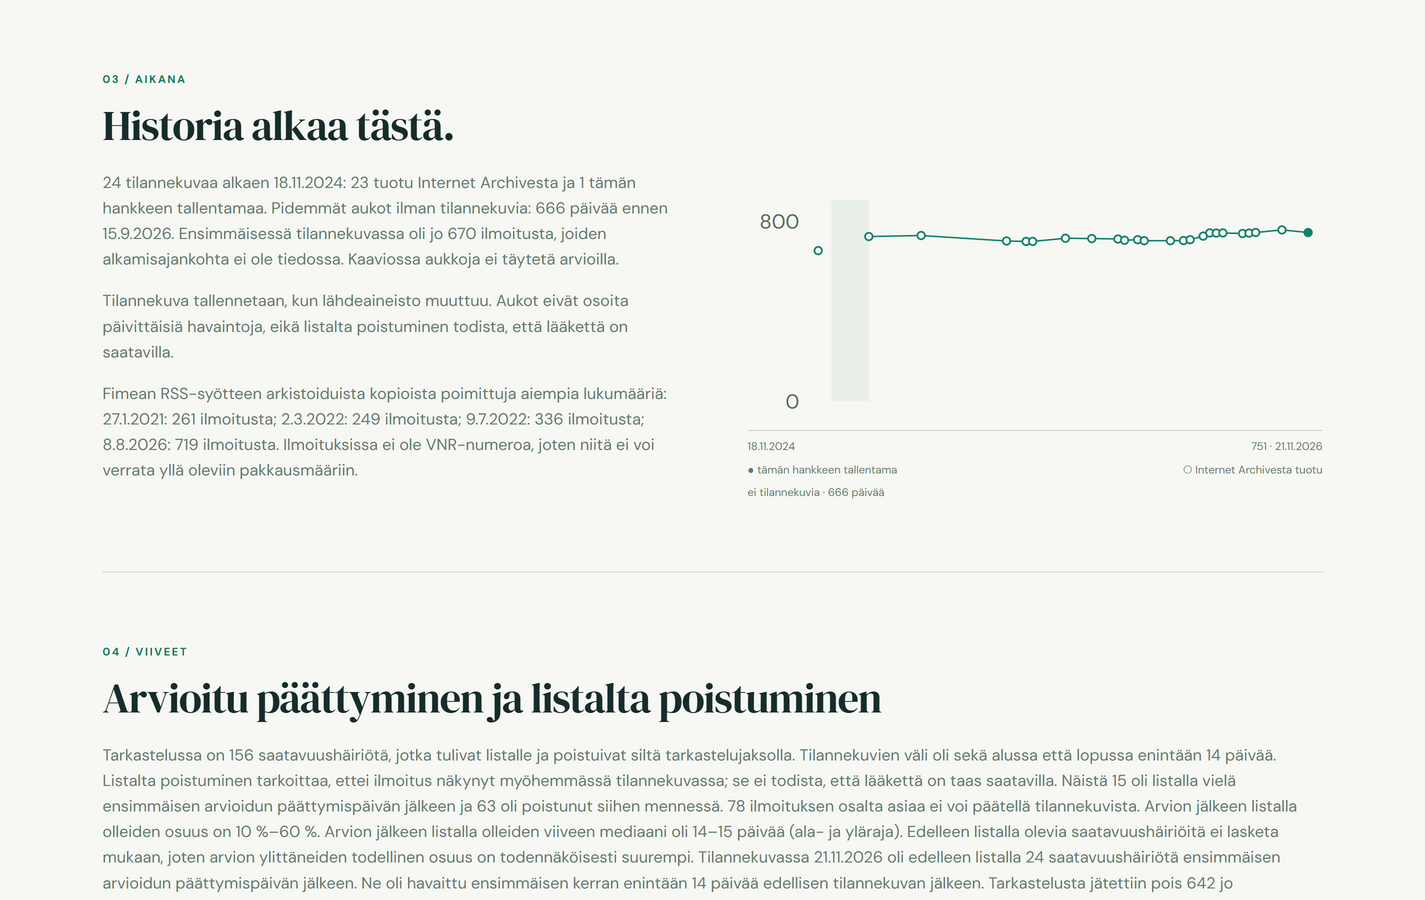 03 / AIKANA
Historia alkaa tästä.
24 tilannekuvaa alkaen 18.11.2024: 23 tuotu Internet Archivesta ja 1 tämän
hankkeen tallentamaa. Pidemmät aukot ilman tilannekuvia: 666 päivää ennen
15.9.2026. Ensimmäisessä tilannekuvassa oli jo 670 ilmoitusta, joiden
alkamisajankohta ei ole tiedossa. Kaaviossa aukkoja ei täytetä arvioilla.
Tilannekuva tallennetaan, kun lähdeaineisto muuttuu. Aukot eivät osoita
päivittäisiä havaintoja, eikä listalta poistuminen todista, että lääkettä on
saatavilla.
Fimean RSS-syötteen arkistoiduista kopioista poimittuja aiempia lukumääriä:
27.1.2021: 261 ilmoitusta; 2.3.2022: 249 ilmoitusta; 9.7.2022: 336 ilmoitusta;
8.8.2026: 719 ilmoitusta. Ilmoituksissa ei ole VNR-numeroa, joten niitä ei voi
verrata yllä oleviin pakkausmääriin.
800
0
18.11.2024
751 · 21.11.2026
● tämän hankkeen tallentama
○ Internet Archivesta tuotu
ei tilannekuvia · 666 päivää
04 / VIIVEET
Arvioitu päättyminen ja listalta poistuminen
Tarkastelussa on 156 saatavuushäiriötä, jotka tulivat listalle ja poistuivat siltä tarkastelujaksolla. Tilannekuvien väli oli sekä alussa että lopussa enintään 14 päivää.
Listalta poistuminen tarkoittaa, ettei ilmoitus näkynyt myöhemmässä tilannekuvassa; se ei todista, että lääkettä on taas saatavilla. Näistä 15 oli listalla vielä
ensimmäisen arvioidun päättymispäivän jälkeen ja 63 oli poistunut siihen mennessä. 78 ilmoituksen osalta asiaa ei voi päätellä tilannekuvista. Arvion jälkeen listalla
olleiden osuus on 10 %–60 %. Arvion jälkeen listalla olleiden viiveen mediaani oli 14–15 päivää (ala- ja yläraja). Edelleen listalla olevia saatavuushäiriöitä ei lasketa
mukaan, joten arvion ylittäneiden todellinen osuus on todennäköisesti suurempi. Tilannekuvassa 21.11.2026 oli edelleen listalla 24 saatavuushäiriötä ensimmäisen
arvioidun päättymispäivän jälkeen. Ne oli havaittu ensimmäisen kerran enintään 14 päivää edellisen tilannekuvan jälkeen. Tarkastelusta jätettiin pois 642 jo